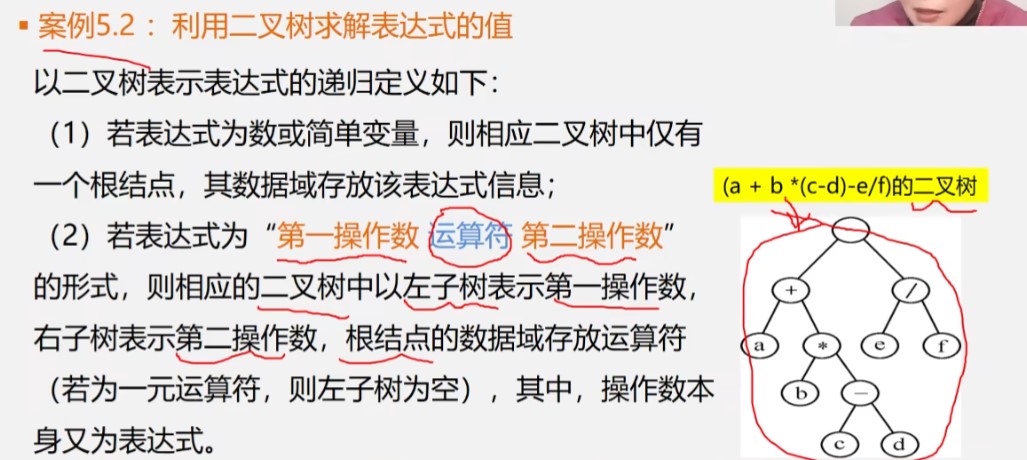 ▪ 案例5.2：利用二叉树求解表达式的值
以二叉树表示表达式的递归定义如下：
（1）若表达式为数或简单变量，则相应二叉树中仅有
一个根结点，其数据域存放该表达式信息；
（2）若表达式为“第一操作数 运算符 第二操作数”
的形式，则相应的二叉树中以左子树表示第一操作数，
右子树表示第二操作数，根结点的数据域存放运算符
（若为一元运算符，则左子树为空），其中，操作数本
身又为表达式。
(a + b *(c-d)-e/f)的二叉树
+ /
a * e f
b −
c d